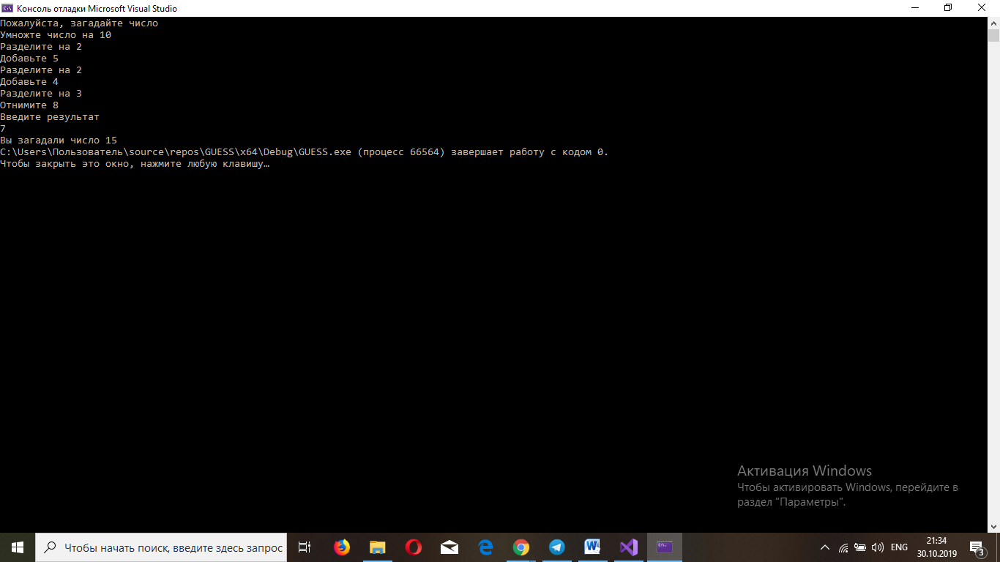 Консоль отладки Microsoft Visual Studio
Пожалуйста, загадайте число
Умножте число на 10
Разделите на 2
Добавьте 5
Разделите на 2
Добавьте 4
Разделите на 3
Отнимите 8
Введите результат
7
Вы загадали число 15
C:\Users\Пользователь\source\repos\GUESS\x64\Debug\GUESS.exe (процесс 66564) завершает работу с кодом 0.
Чтобы закрыть это окно, нажмите любую клавишу…
Активация Windows
Чтобы активировать Windows, перейдите в
раздел "Параметры".
Чтобы начать поиск, введите здесь запрос
ENG
21:34
30.10.2019
3